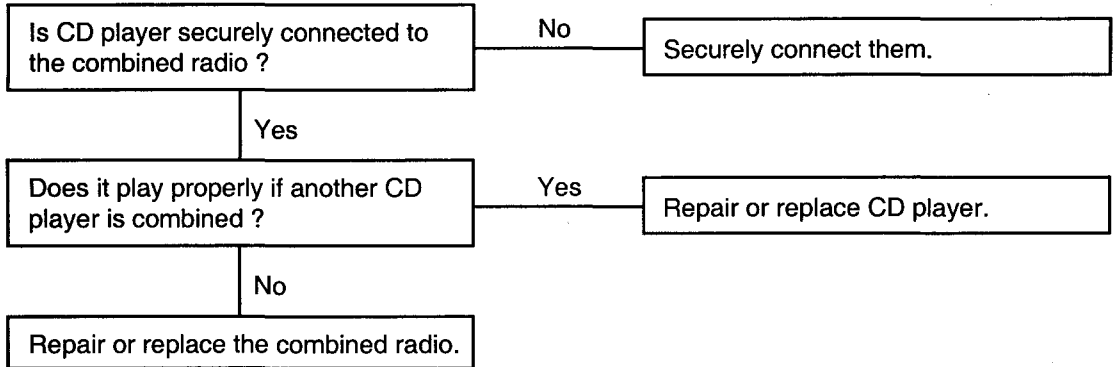 Is CD player securely connected to
the combined radio ?
No
Securely connect them.
Yes
Does it play properly if another CD
player is combined ?
Yes
Repair or replace CD player.
No
Repair or replace the combined radio.